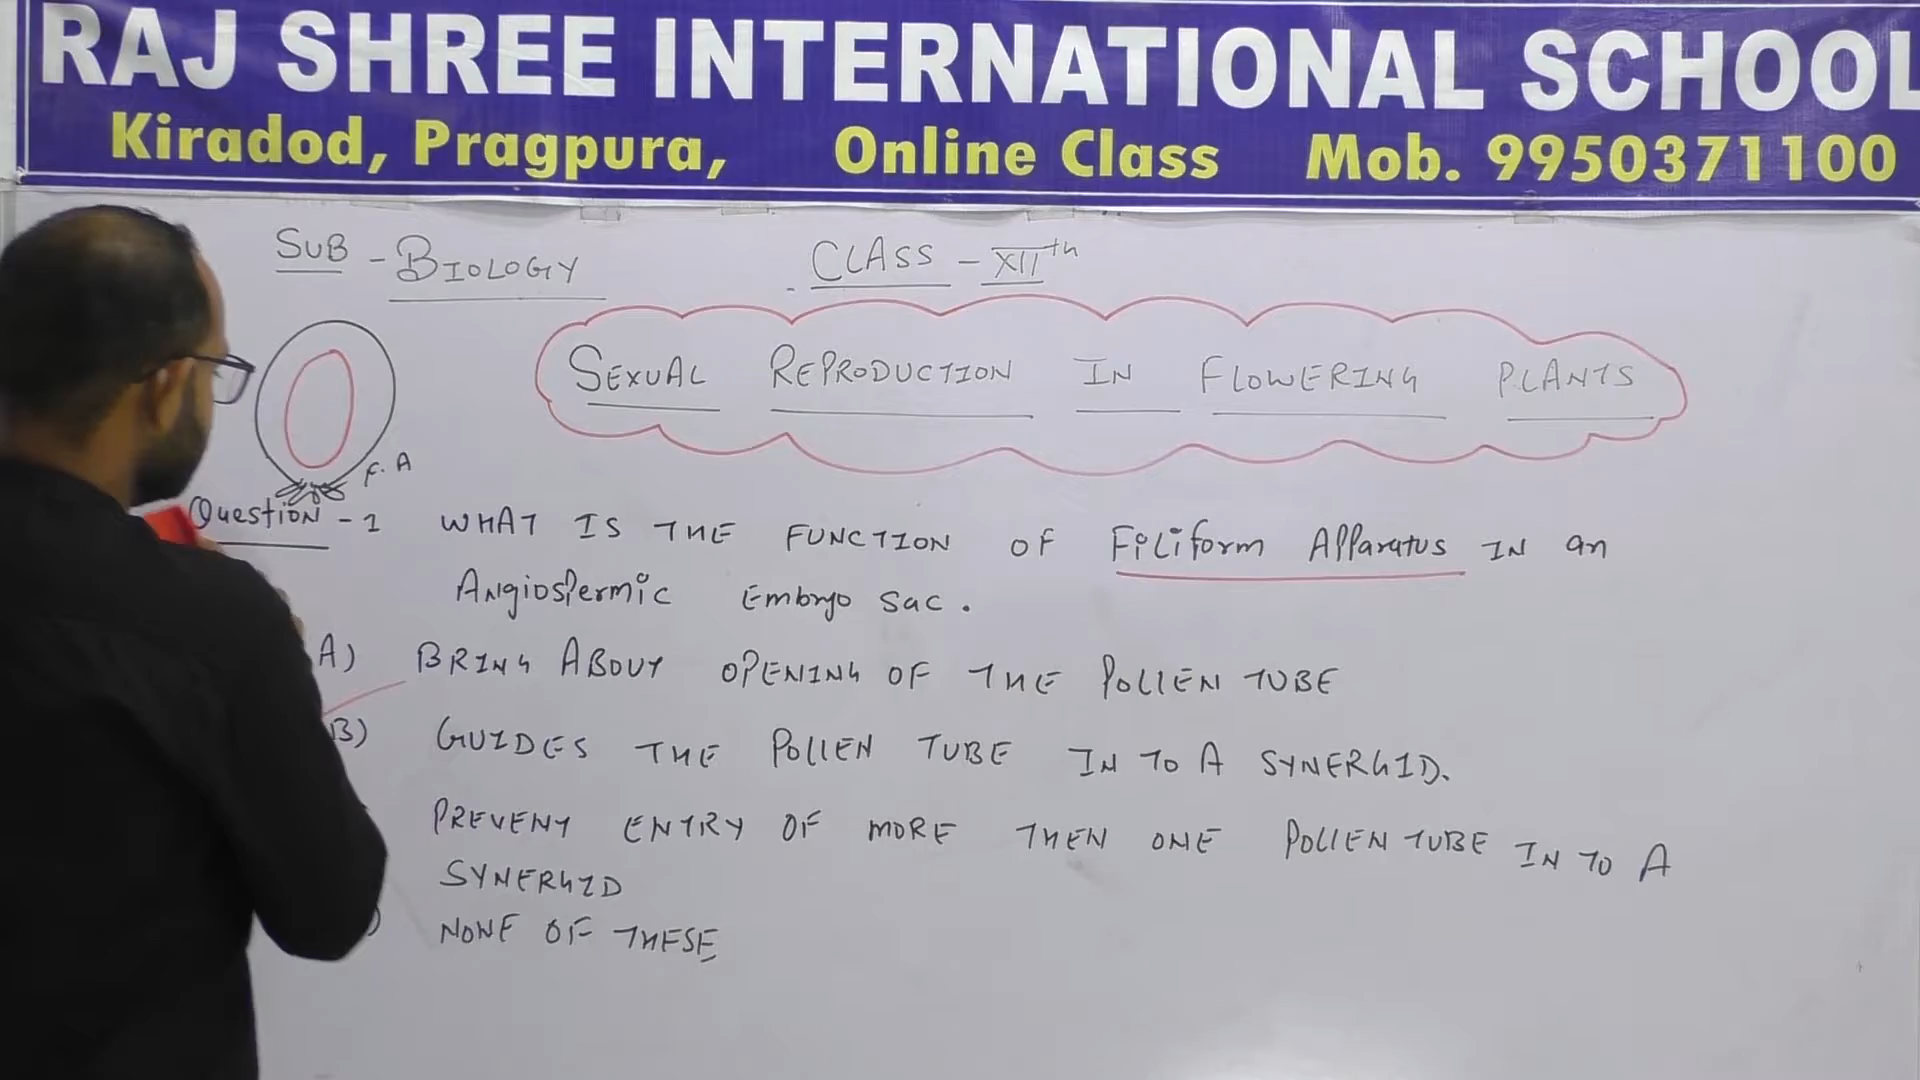 RAJ SHREE INTERNATIONAL SCHOOL
Kiradod, Pragpura, Online Class Mob. 9950371100
SUB - BIOLOGY CLASS - XIIth
SEXUAL REPRODUCTION IN FLOWERING PLANTS
F.A
Question - 1 WHAT IS THE FUNCTION OF Filiform Apparatus IN an
Angiospermic Embryo sac.
A) BRING ABOUT OPENING OF THE POLLEN TUBE
B) GUIDES THE POLLEN TUBE IN TO A SYNERGID.
PREVENT ENTRY OF MORE THEN ONE POLLEN TUBE IN TO A
SYNERGID
) NONE OF THESE